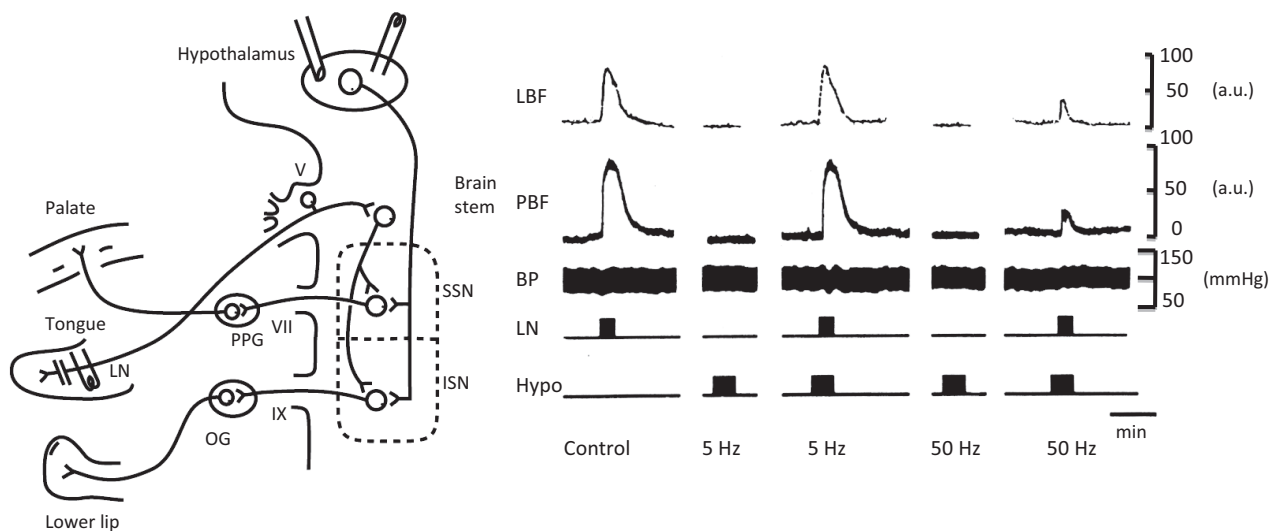 Hypothalamus
V
Brain
stem
Palate
SSN
PPG
VII
Tongue
LN
ISN
OG
IX
Lower lip
LBF
100
50
(a.u.)
100
PBF
50
(a.u.)
0
BP
150
(mmHg)
50
LN
Hypo
min
Control
5 Hz
5 Hz
50 Hz
50 Hz